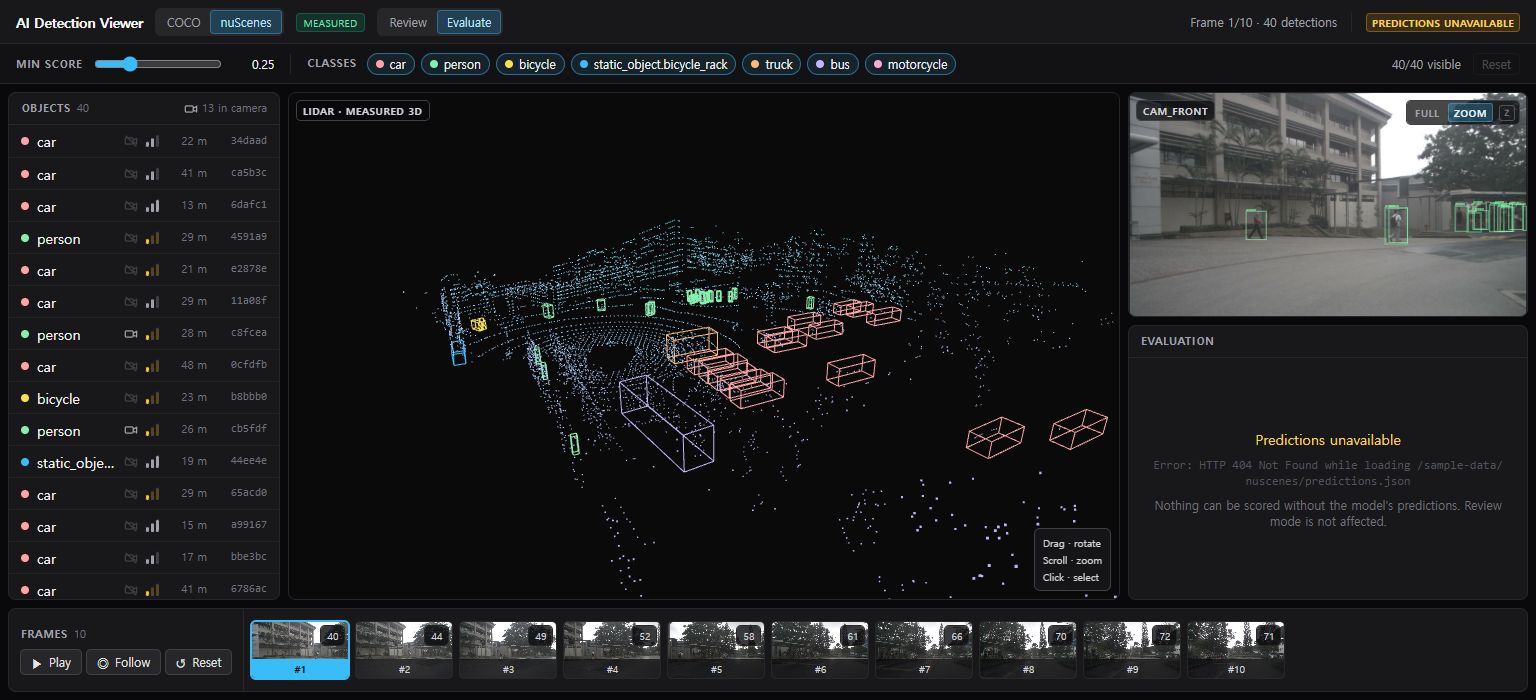 AI Detection Viewer COCO nuScenes MEASURED Review Evaluate Frame 1/10 · 40 detections PREDICTIONS UNAVAILABLE
MIN SCORE 0.25 CLASSES car person bicycle static_object.bicycle_rack truck bus motorcycle 40/40 visible Reset
OBJECTS 40 13 in camera
car 22 m 34daad
car 41 m ca5b3c
car 13 m 6dafc1
person 29 m 4591a9
car 21 m e2878e
car 29 m 11a08f
person 28 m c8fcea
car 48 m 0cfdfb
bicycle 23 m b8bbb0
person 26 m cb5fdf
static_obje... 19 m 44ee4e
car 29 m 65acd0
car 15 m a99167
car 17 m bbe3bc
car 41 m 6786ac
LIDAR · MEASURED 3D
Drag · rotate
Scroll · zoom
Click · select
CAM_FRONT FULL ZOOM Z
EVALUATION
Predictions unavailable
Error: HTTP 404 Not Found while loading /sample-data/
nuscenes/predictions.json
Nothing can be scored without the model's predictions. Review
mode is not affected.
FRAMES 10
Play Follow Reset
40 44 49 52 58 61 66 70 72 71
#1 #2 #3 #4 #5 #6 #7 #8 #9 #10